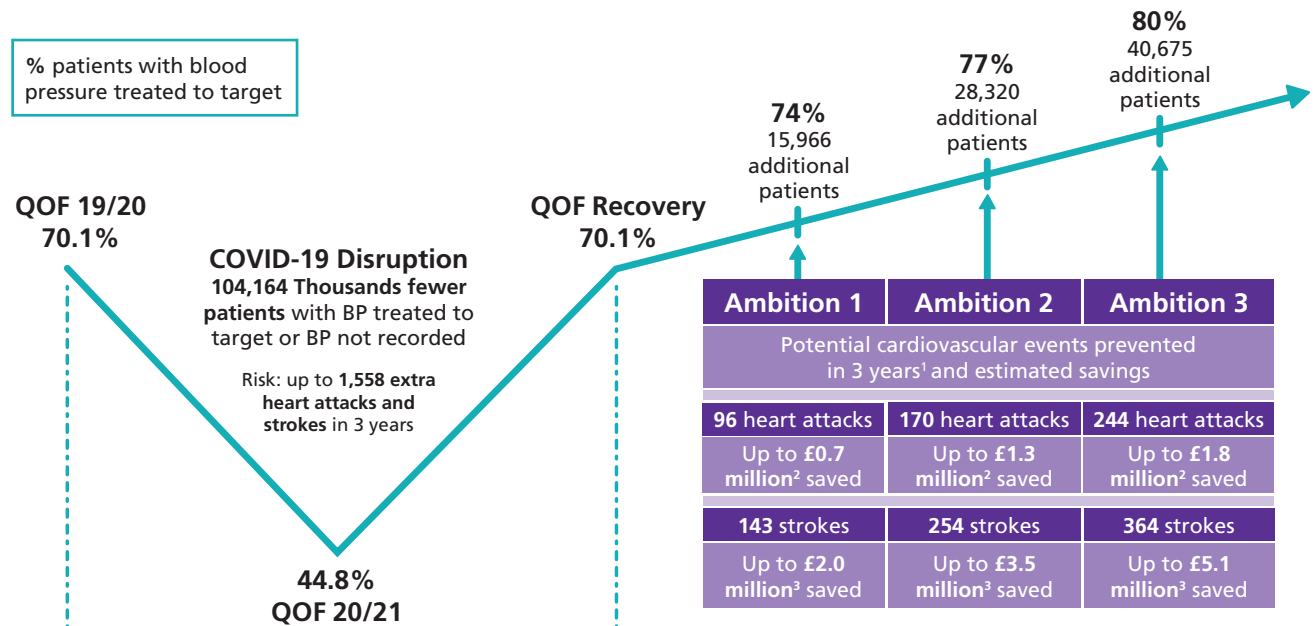 % patients with blood
pressure treated to target
QOF 19/20
70.1%
COVID-19 Disruption
104,164 Thousands fewer
patients with BP treated to
target or BP not recorded
Risk: up to 1,558 extra
heart attacks and
strokes in 3 years
44.8%
QOF 20/21
QOF Recovery
70.1%
74%
15,966
additional
patients
77%
28,320
additional
patients
80%
40,675
additional
patients
Ambition 1 Ambition 2 Ambition 3
Potential cardiovascular events prevented
in 3 years¹ and estimated savings
96 heart attacks 170 heart attacks 244 heart attacks
Up to £0.7 Up to £1.3 Up to £1.8
million² saved million² saved million² saved
143 strokes 254 strokes 364 strokes
Up to £2.0 Up to £3.5 Up to £5.1
million³ saved million³ saved million³ saved